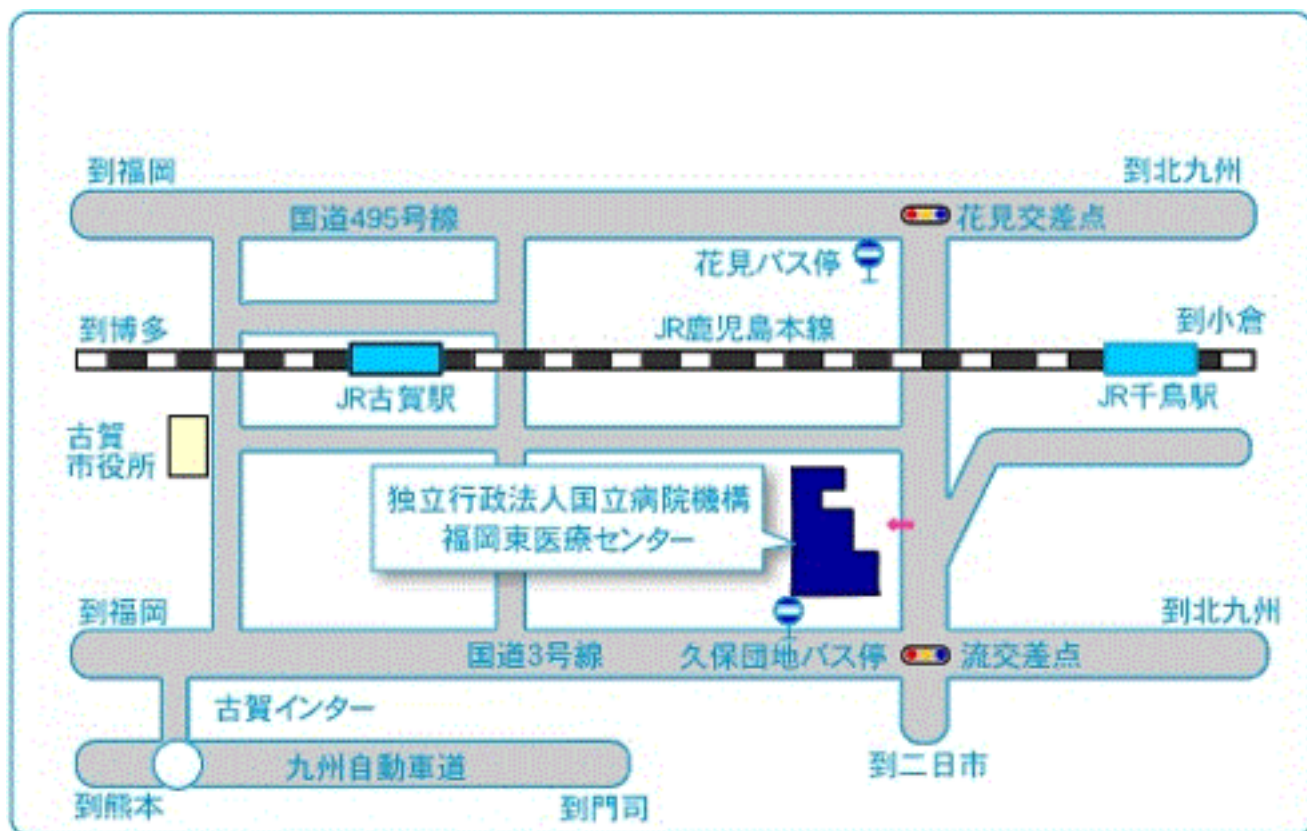 到福岡
到北九州
国道495号線
花見交差点
花見バス停
到博多
JR鹿児島本線
到小倉
JR古賀駅
JR千鳥駅
古賀
市役所
独立行政法人国立病院機構
福岡東医療センター
到福岡
到北九州
国道3号線
久保団地バス停
流交差点
古賀インター
九州自動車道
到二日市
到熊本
到門司